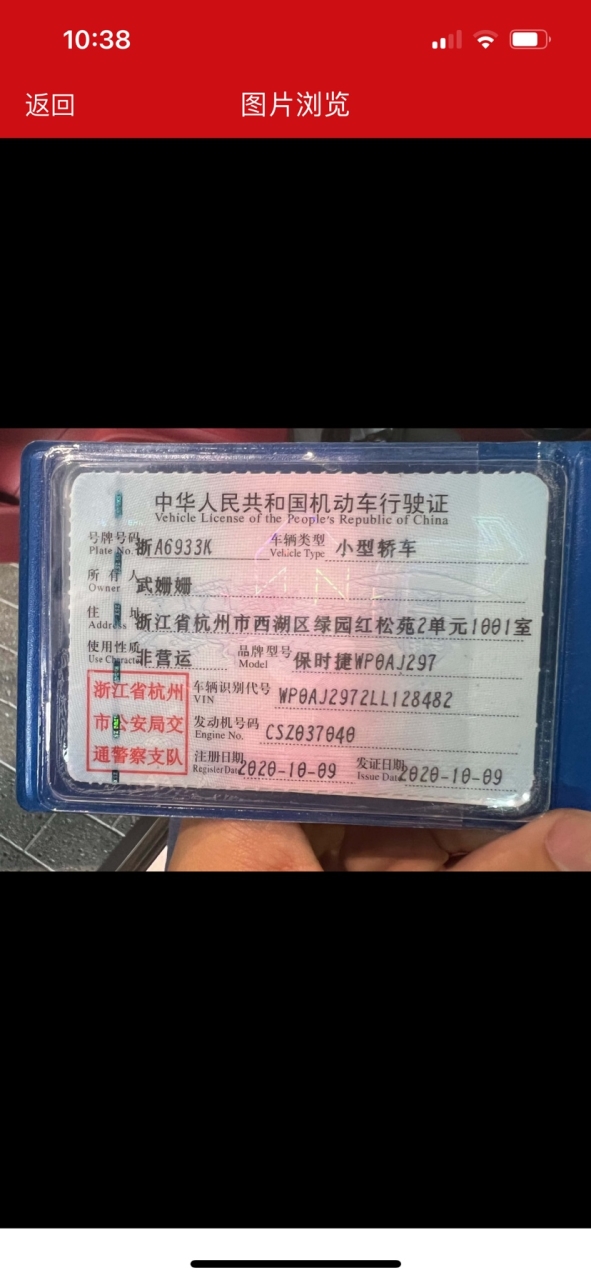 10:38
返回 图片浏览
中华人民共和国机动车行驶证
Vehicle License of the People's Republic of China
号牌号码 浙A6933K 车辆类型 小型轿车
Plate No. Vehicle Type
所有人 武姗姗
Owner
住址 浙江省杭州市西湖区绿园红松苑2单元1001室
Address
使用性质 非营运 品牌型号 保时捷WP0AJ297
Use Character Model
浙江省杭州 车辆识别代号 WP0AJ2972LL128482
VIN
市公安局交 发动机号码 CSZ037040
Engine No.
通警察支队 注册日期 2020-10-09 发证日期 2020-10-09
Register Date Issue Date